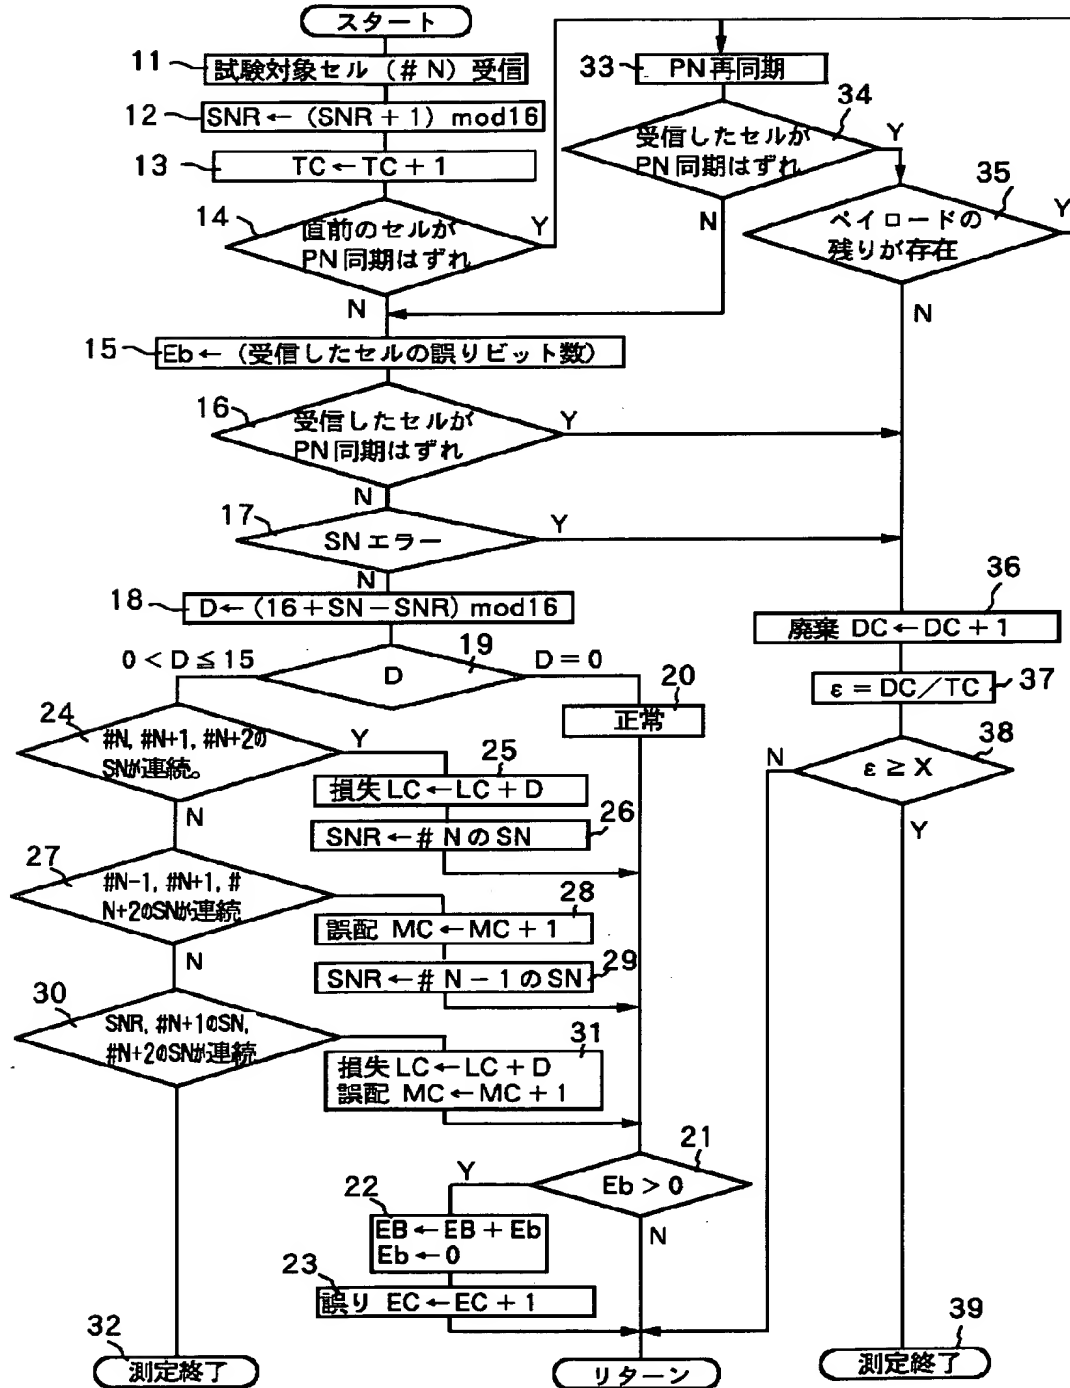 スタート
11 試験対象セル (#N) 受信
12 SNR←(SNR+1) mod16
13 TC←TC+1
14 直前のセルが
PN同期はずれ
Y
N
33 PN再同期
34 受信したセルが
PN同期はずれ
Y
N
35 ペイロードの
残りが存在
Y
N
15 Eb←(受信したセルの誤りビット数)
16 受信したセルが
PN同期はずれ
Y
N
17 SNエラー
Y
N
18 D←(16+SN−SNR) mod16
19 D
0<D≦15
D=0
20 正常
24 #N, #N+1, #N+2の
SNが連続。
Y
N
25 損失 LC←LC+D
26 SNR←#NのSN
27 #N-1, #N+1, #
N+2のSNが連続
N
28 誤配 MC←MC+1
29 SNR←#N−1のSN
30 SNR, #N+1のSN,
#N+2のSNが連続
31 損失 LC←LC+D
誤配 MC←MC+1
21 Eb>0
Y
N
22 EB←EB+Eb
Eb←0
23 誤り EC←EC+1
36 廃棄 DC←DC+1
37 ε=DC/TC
38 ε≥X
N
Y
32 測定終了
リターン
39 測定終了